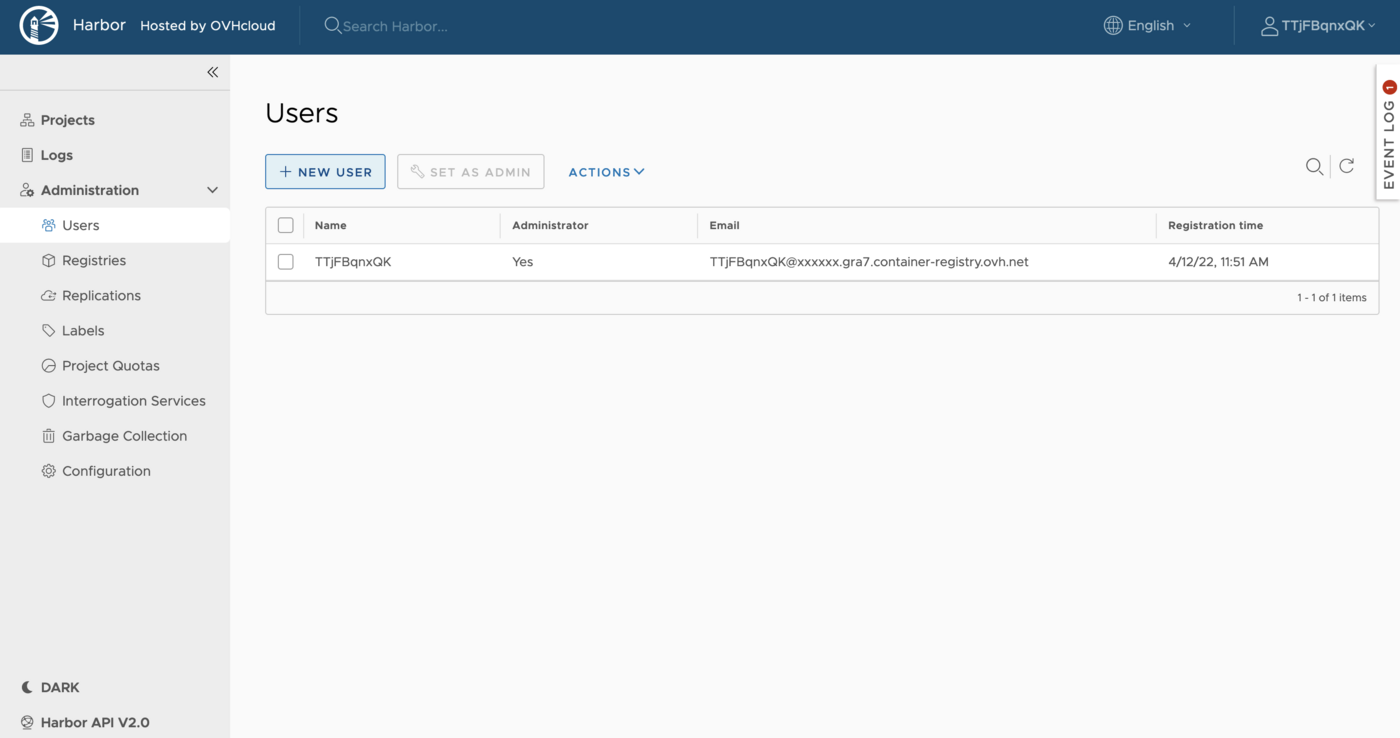 Harbor Hosted by OVHcloud Search Harbor... English TTjFBqnxQK
EVENT LOG 1
Projects
Logs
Administration
Users
Registries
Replications
Labels
Project Quotas
Interrogation Services
Garbage Collection
Configuration
DARK
Harbor API V2.0
Users
NEW USER SET AS ADMIN ACTIONS
Name Administrator Email Registration time
TTjFBqnxQK Yes TTjFBqnxQK@xxxxxx.gra7.container-registry.ovh.net 4/12/22, 11:51 AM
1 - 1 of 1 items